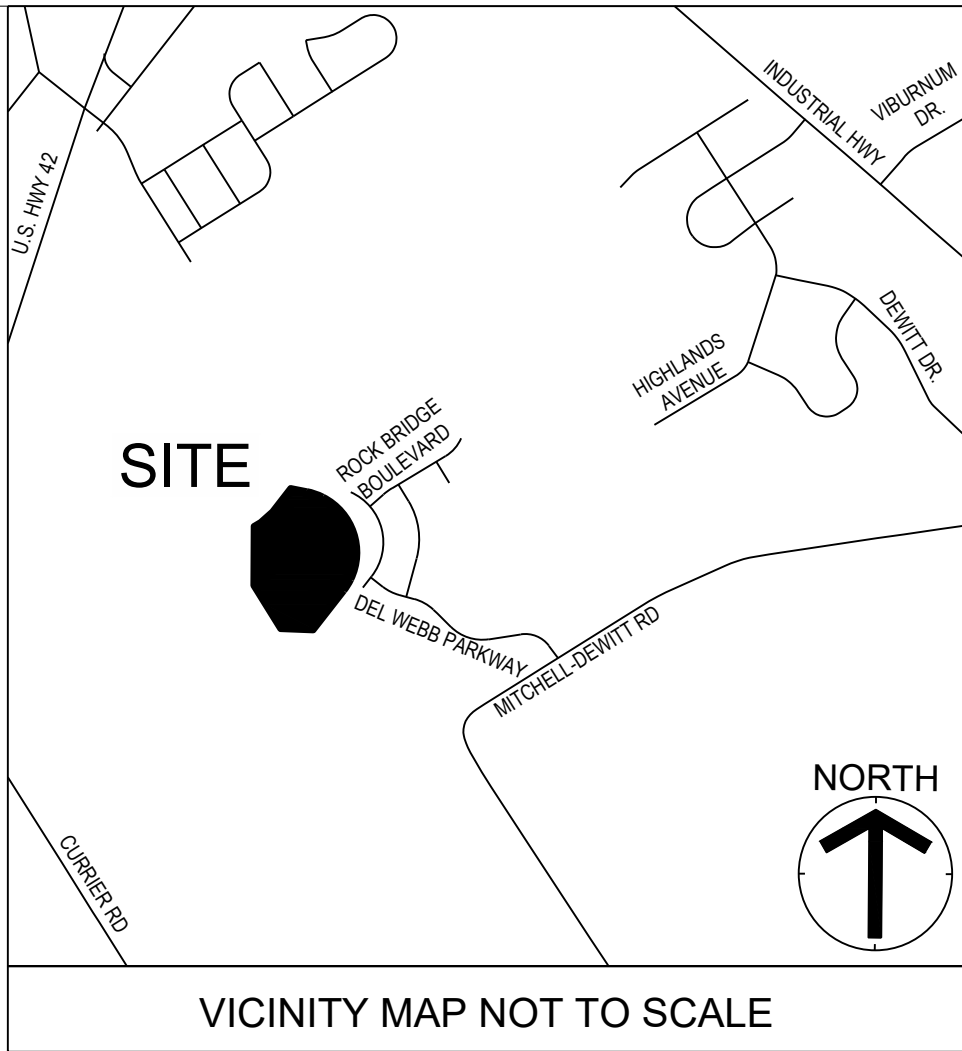 INDUSTRIAL HWY
VIBURNUM
DR.
U.S. HWY 42
DEWITT DR.
HIGHLANDS
AVENUE
ROCK BRIDGE
BOULEVARD
SITE
DEL WEBB PARKWAY
MITCHELL-DEWITT RD
NORTH
CURRIER RD
VICINITY MAP NOT TO SCALE